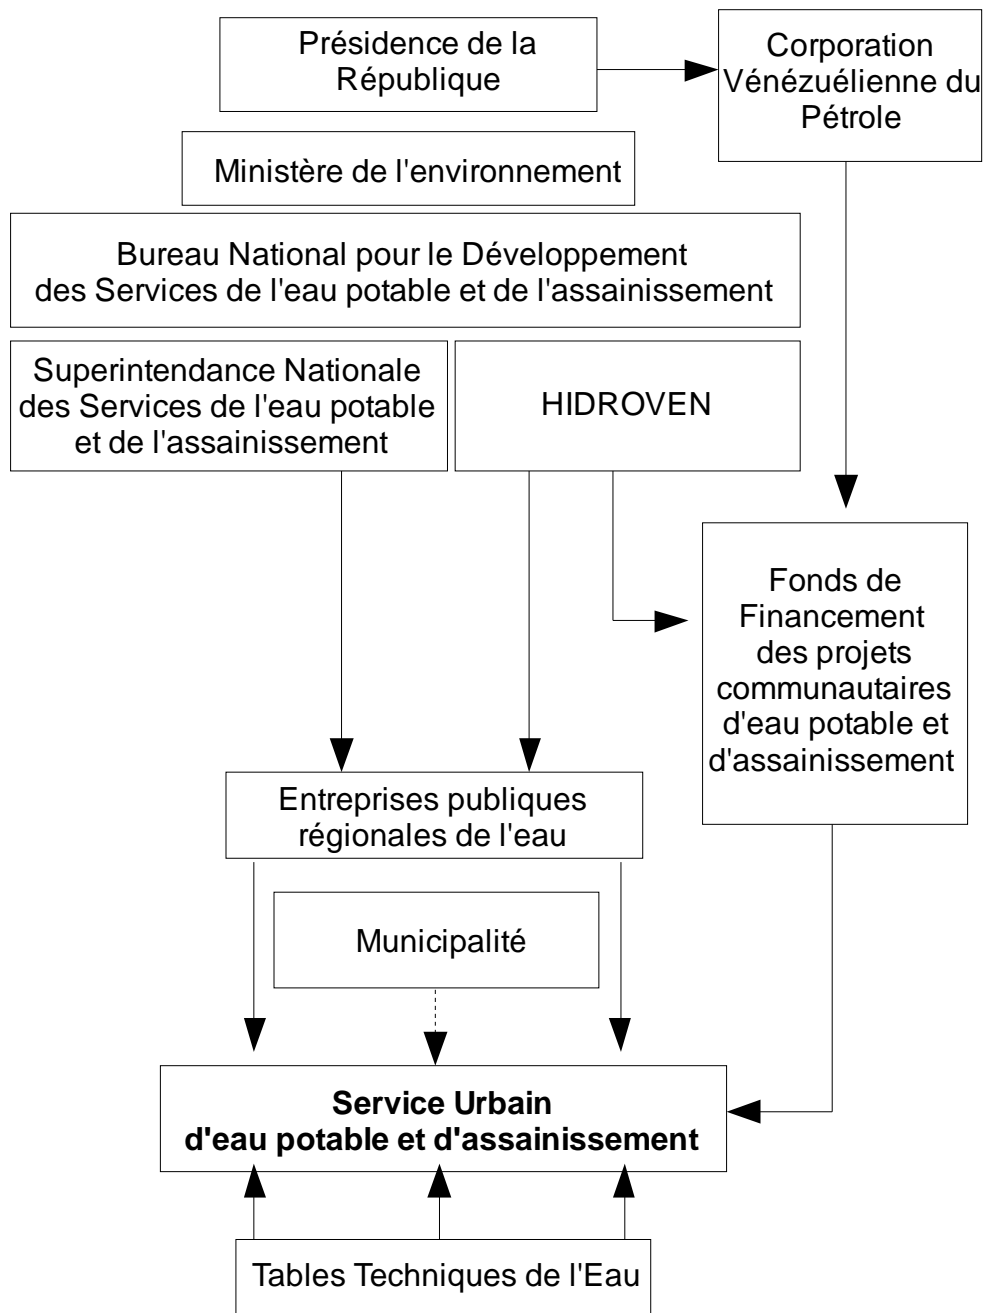 Présidence de la
République
Corporation
Vénézuélienne du
Pétrole
Ministère de l'environnement
Bureau National pour le Développement
des Services de l'eau potable et de l'assainissement
Superintendance Nationale
des Services de l'eau potable
et de l'assainissement
HIDROVEN
Fonds de
Financement
des projets
communautaires
d'eau potable et
d'assainissement
Entreprises publiques
régionales de l'eau
Municipalité
Service Urbain
d'eau potable et d'assainissement
Tables Techniques de l'Eau